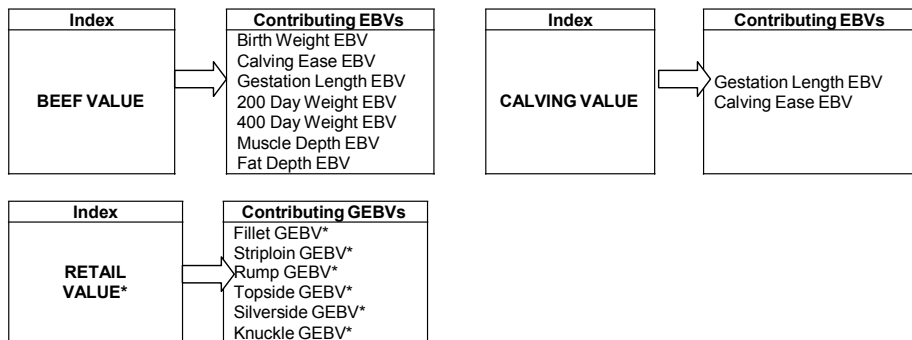 Index
Contributing EBVs
BEEF VALUE
Birth Weight EBV
Calving Ease EBV
Gestation Length EBV
200 Day Weight EBV
400 Day Weight EBV
Muscle Depth EBV
Fat Depth EBV
Index
Contributing EBVs
CALVING VALUE
Gestation Length EBV
Calving Ease EBV
Index
Contributing GEBVs
RETAIL
VALUE*
Fillet GEBV*
Striploin GEBV*
Rump GEBV*
Topside GEBV*
Silverside GEBV*
Knuckle GEBV*